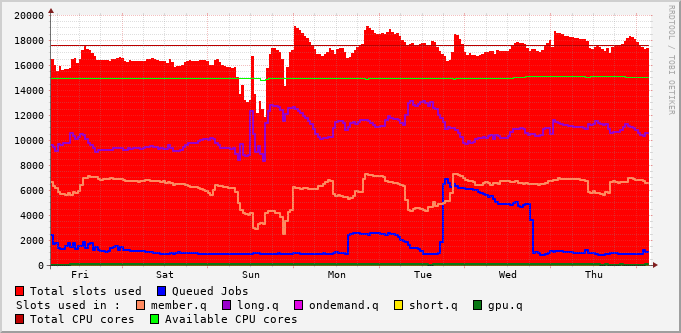 20000
18000
16000
14000
12000
10000
8000
6000
4000
2000
0
Fri Sat Sun Mon Tue Wed Thu
RRDTOOL / TOBI OETIKER
Total slots used Queued Jobs
Slots used in : member.q long.q ondemand.q short.q gpu.q
Total CPU cores Available CPU cores